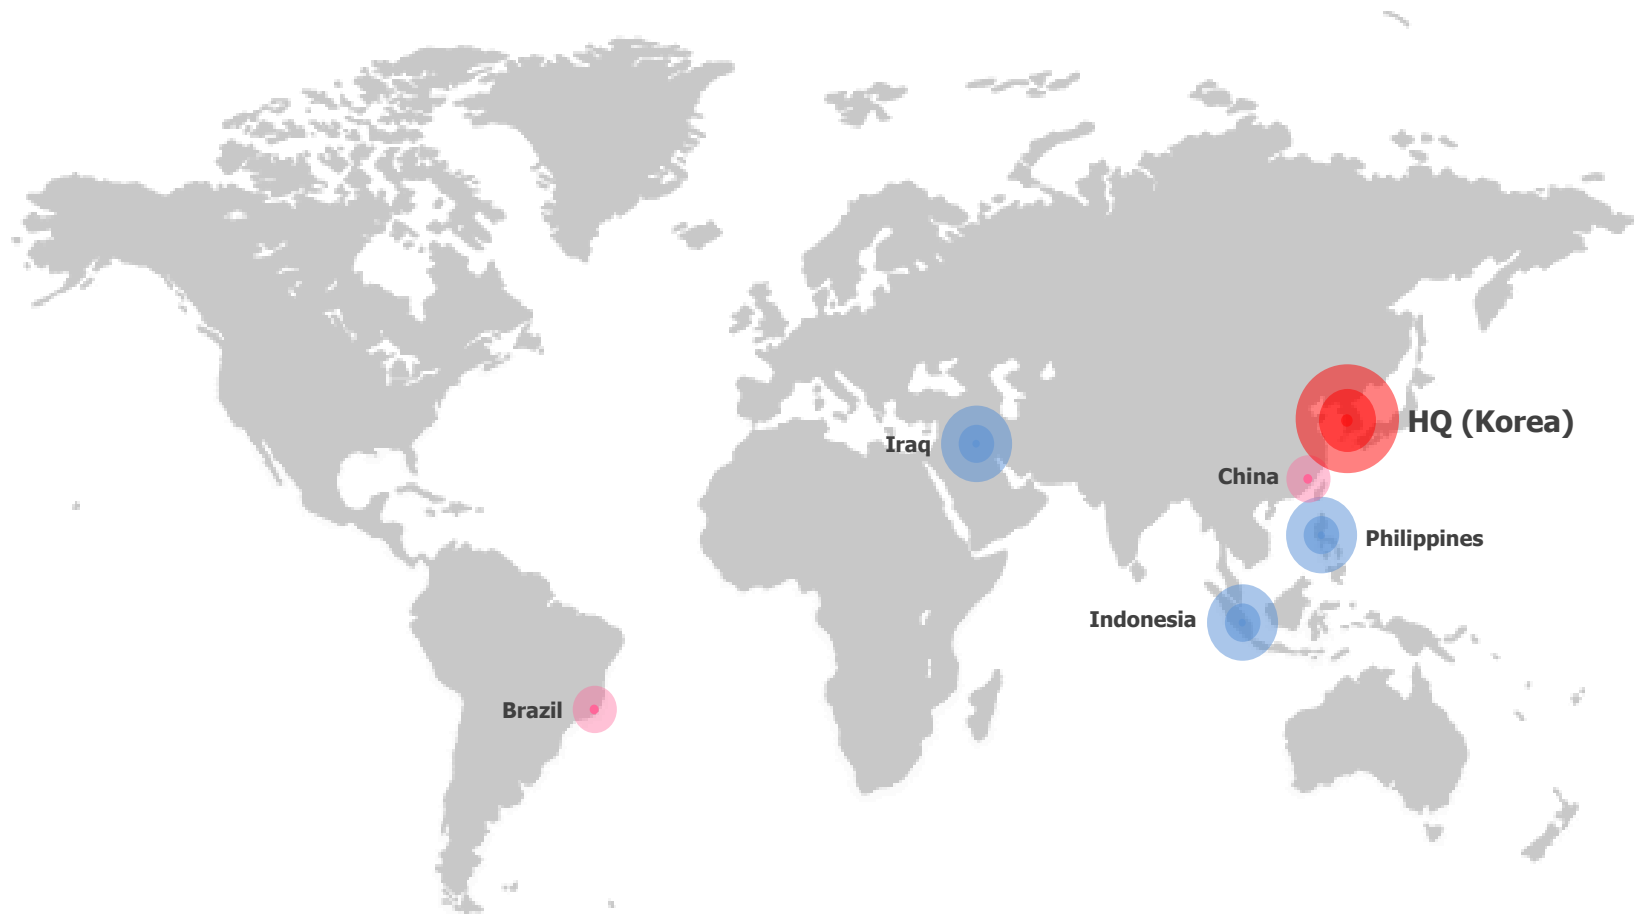 HQ (Korea)
Iraq
China
Philippines
Indonesia
Brazil